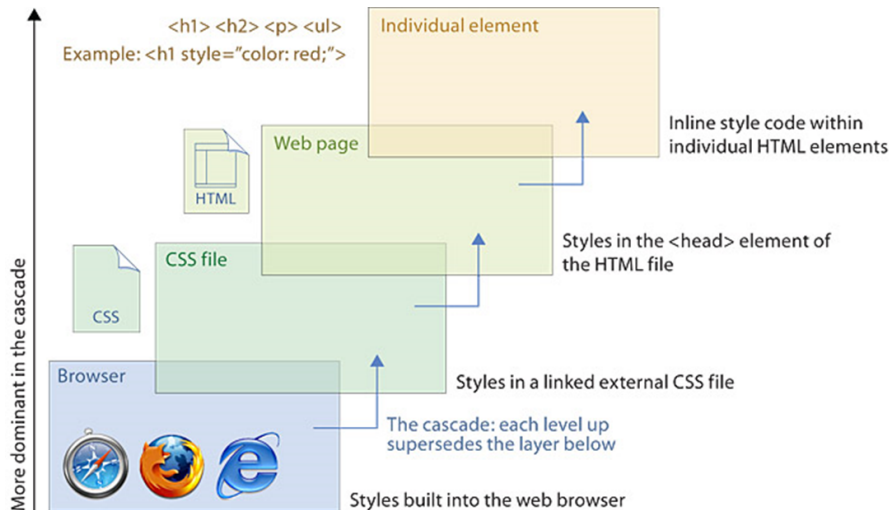 <h1> <h2> <p> <ul>
Example: <h1 style="color: red;">
Individual element
Inline style code within
individual HTML elements
Web page
HTML
Styles in the <head> element of
the HTML file
CSS file
CSS
Styles in a linked external CSS file
Browser
The cascade: each level up
supersedes the layer below
Styles built into the web browser
More dominant in the cascade